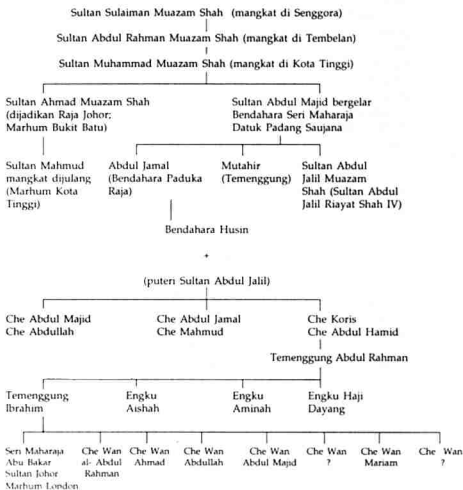 Sultan Sulaiman Muazam Shah (mangkat di Senggora)
Sultan Abdul Rahman Muazam Shah (mangkat di Tembelan)
Sultan Muhammad Muazam Shah (mangkat di Kota Tinggi)
Sultan Ahmad Muazam Shah
(dijadikan Raja Johor;
Marhum Bukit Batu)
Sultan Abdul Majid bergelar
Bendahara Seri Maharaja
Datuk Padang Saujana
Sultan Mahmud
mangkat dijulang
(Marhum Kota
Tinggi)
Abdul Jamal
(Bendahara Paduka
Raja)
Mutahir
(Temenggung)
Sultan Abdul
Jalil Muazam
Shah (Sultan Abdul
Jalil Riayat Shah IV)
Bendahara Husin
+
(puteri Sultan Abdul Jalil)
Che Abdul Majid
Che Abdullah
Che Abdul Jamal
Che Mahmud
Che Koris
Che Abdul Hamid
Temenggung Abdul Rahman
Temenggung
Ibrahim
Engku
Aishah
Engku
Aminah
Engku Haji
Dayang
Seri Maharaja
Abu Bakar
Sultan Johor
Marhum London
Che Wan
al- Abdul
Rahman
Che Wan
Ahmad
Che Wan
Abdullah
Che Wan
Abdul Majid
Che Wan
?
Che Wan
Mariam
Che Wan
?